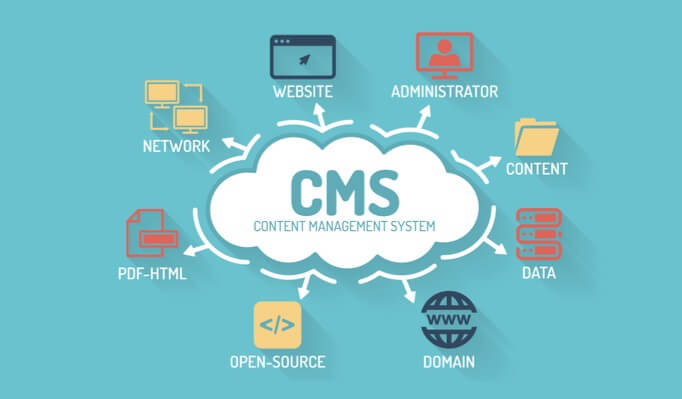 WEBSITE
ADMINISTRATOR
NETWORK
CONTENT
CMS
CONTENT MANAGEMENT SYSTEM
PDF-HTML
DATA
</>
WWW
OPEN-SOURCE
DOMAIN